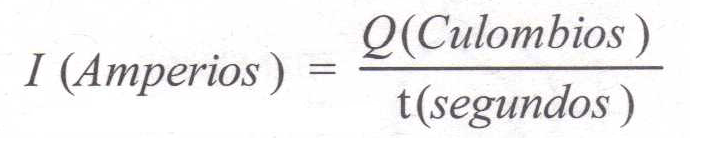 I (Amperios) = Q(Culombios)
t(segundos)